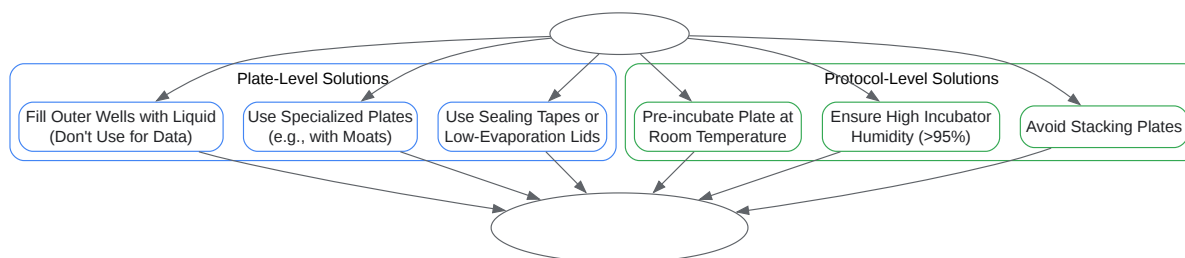 Plate-Level Solutions
Protocol-Level Solutions
Fill Outer Wells with Liquid
(Don't Use for Data)
Use Specialized Plates
(e.g., with Moats)
Use Sealing Tapes or
Low-Evaporation Lids
Pre-incubate Plate at
Room Temperature
Ensure High Incubator
Humidity (>95%)
Avoid Stacking Plates